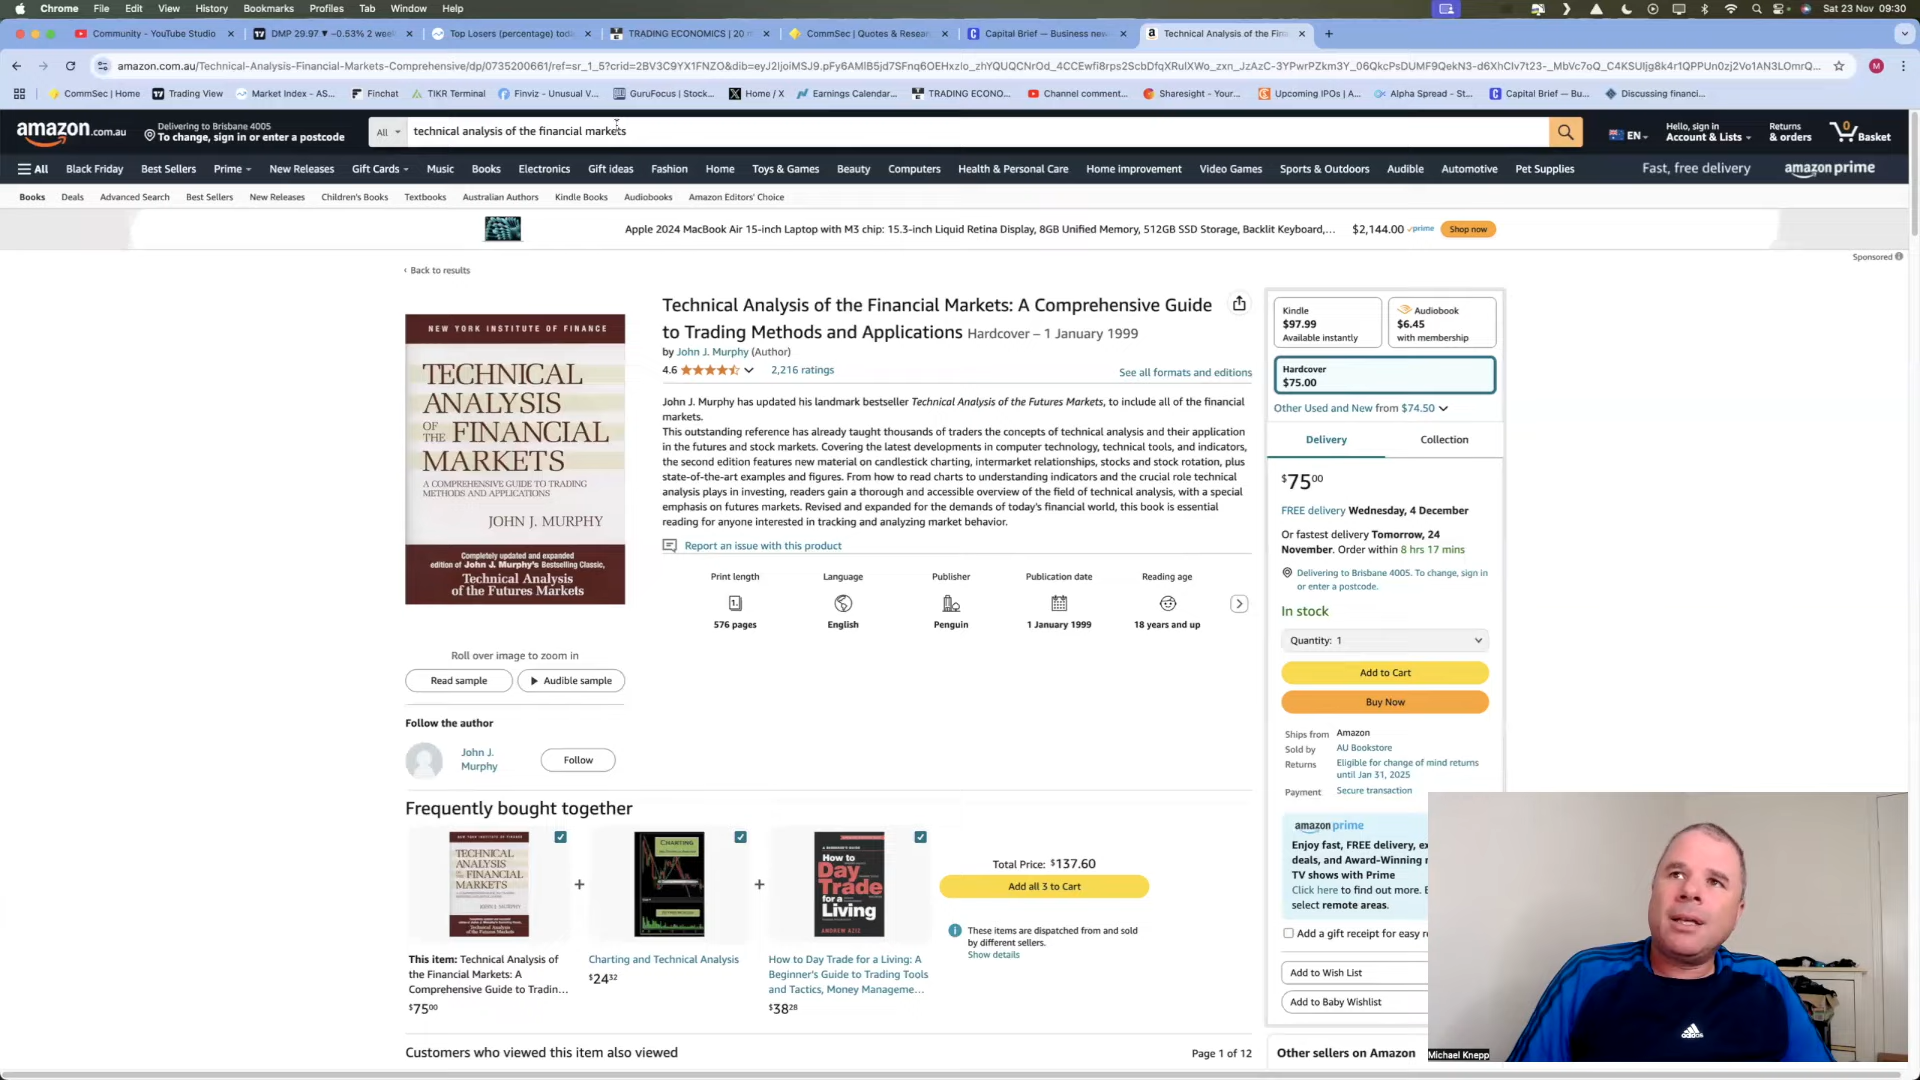 Chrome File Edit View History Bookmarks Profiles Tab Window Help
Sat 23 Nov 09:30
Community - YouTube Studio
DMP 29.97 ▼ −0.53% 2 we
Top Losers (percentage) tod
TRADING ECONOMICS | 20 m
CommSec | Quotes & Resea
Capital Brief — Business new
Technical Analysis of the Fin
CommSec | Home
Trading View
Market Index - AS...
Finchat
TIKR Terminal
Finviz - Unusual V...
GuruFocus | Stock...
Home / X
Earnings Calendar...
TRADING ECONO...
Channel comment...
Sharesight - Your...
Upcoming IPOs | A...
Alpha Spread - St...
Capital Brief — Bu...
Discussing financi...
amazon.com.au
Delivering to Brisbane 4005
To change, sign in or enter a postcode
All
technical analysis of the financial markets
EN
Hello, sign in
Account & Lists
Returns
& orders
0
Basket
All
Black Friday
Best Sellers
Prime
New Releases
Gift Cards
Music
Books
Electronics
Gift ideas
Fashion
Home
Toys & Games
Beauty
Computers
Health & Personal Care
Home improvement
Video Games
Sports & Outdoors
Audible
Automotive
Pet Supplies
Fast, free delivery
amazon prime
Books
Deals
Advanced Search
Best Sellers
New Releases
Children's Books
Textbooks
Australian Authors
Kindle Books
Audiobooks
Amazon Editors' Choice
Apple 2024 MacBook Air 15-inch Laptop with M3 chip: 15.3-inch Liquid Retina Display, 8GB Unified Memory, 512GB SSD Storage, Backlit Keyboard,...
$2,144.00 prime
Shop now
Sponsored
‹ Back to results
NEW YORK INSTITUTE OF FINANCE
TECHNICAL
ANALYSIS
OF THE FINANCIAL
MARKETS
A COMPREHENSIVE GUIDE TO TRADING
METHODS AND APPLICATIONS
JOHN J. MURPHY
Completely updated and expanded
edition of John J. Murphy's Bestselling Classic,
Technical Analysis
of the Futures Markets
Roll over image to zoom in
Read sample
Audible sample
Follow the author
John J.
Murphy
Follow
Technical Analysis of the Financial Markets: A Comprehensive Guide
to Trading Methods and Applications Hardcover – 1 January 1999
by John J. Murphy (Author)
4.6
2,216 ratings
See all formats and editions
John J. Murphy has updated his landmark bestseller Technical Analysis of the Futures Markets, to include all of the financial
markets.
This outstanding reference has already taught thousands of traders the concepts of technical analysis and their application
in the futures and stock markets. Covering the latest developments in computer technology, technical tools, and indicators,
the second edition features new material on candlestick charting, intermarket relationships, stocks and stock rotation, plus
state-of-the-art examples and figures. From how to read charts to understanding indicators and the crucial role technical
analysis plays in investing, readers gain a thorough and accessible overview of the field of technical analysis, with a special
emphasis on futures markets. Revised and expanded for the demands of today's financial world, this book is essential
reading for anyone interested in tracking and analyzing market behavior.
Report an issue with this product
Print length
576 pages
Language
English
Publisher
Penguin
Publication date
1 January 1999
Reading age
18 years and up
Kindle
$97.99
Available instantly
Audiobook
$6.45
with membership
Hardcover
$75.00
Other Used and New from $74.50
Delivery
Collection
$75.00
FREE delivery Wednesday, 4 December
Or fastest delivery Tomorrow, 24
November. Order within 8 hrs 17 mins
Delivering to Brisbane 4005. To change, sign in
or enter a postcode.
In stock
Quantity: 1
Add to Cart
Buy Now
Ships from Amazon
Sold by AU Bookstore
Returns Eligible for change of mind returns
until Jan 31, 2025
Payment Secure transaction
amazon prime
Enjoy fast, FREE delivery, ex
deals, and Award-Winning
TV shows with Prime
Click here to find out more.
select remote areas.
Add a gift receipt for easy
Add to Wish List
Add to Baby Wishlist
Other sellers on Amazon
Frequently bought together
TECHNICAL
ANALYSIS
FINANCIAL
MARKETS
CHARTING
How to
Day
Trade
for a
Living
ANDREW AZIZ
This item: Technical Analysis of
the Financial Markets: A
Comprehensive Guide to Tradin...
$75.00
Charting and Technical Analysis
$24.32
How to Day Trade for a Living: A
Beginner's Guide to Trading Tools
and Tactics, Money Manageme...
$38.28
Total Price: $137.60
Add all 3 to Cart
These items are dispatched from and sold
by different sellers.
Show details
Customers who viewed this item also viewed
Page 1 of 12
adidas
Michael Knepp